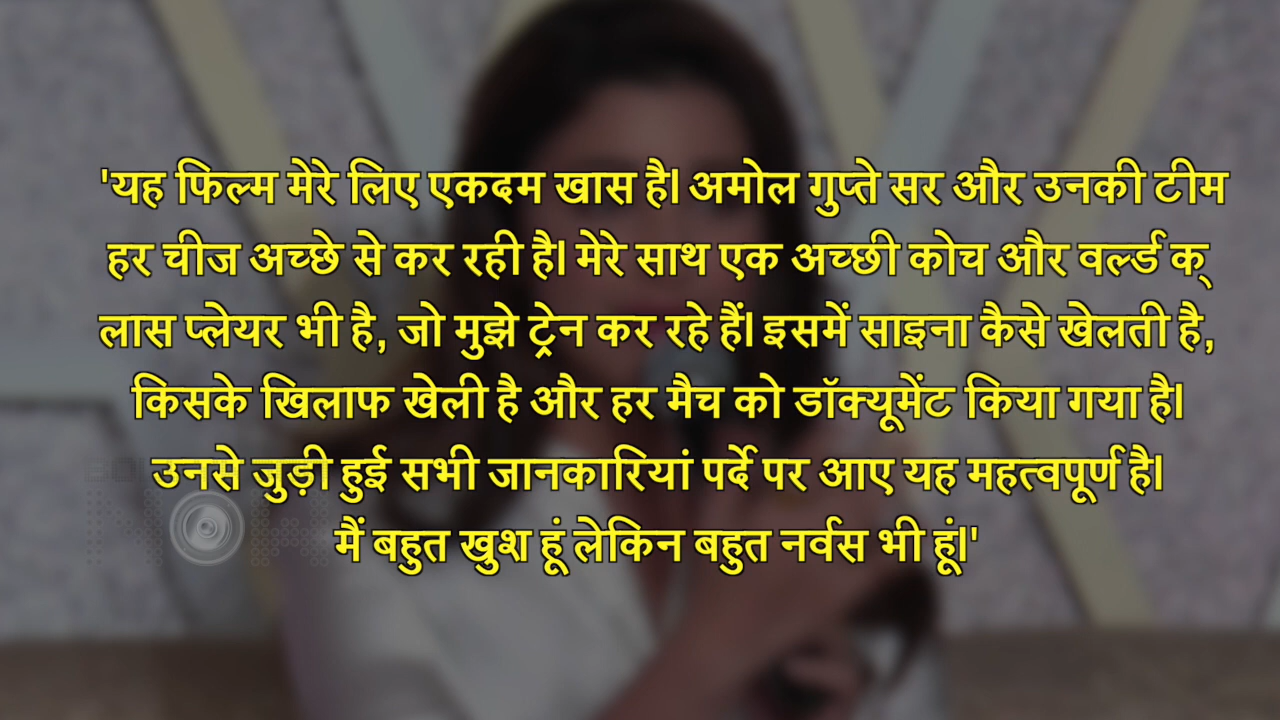 'यह फिल्म मेरे लिए एकदम खास है। अमोल गुप्ते सर और उनकी टीम
हर चीज अच्छे से कर रही है। मेरे साथ एक अच्छी कोच और वर्ल्ड क्
लास प्लेयर भी है, जो मुझे ट्रेन कर रहे हैं। इसमें साइना कैसे खेलती है,
किसके खिलाफ खेली है और हर मैच को डॉक्यूमेंट किया गया है।
उनसे जुड़ी हुई सभी जानकारियां पर्दे पर आए यह महत्वपूर्ण है।
मैं बहुत खुश हूं लेकिन बहुत नर्वस भी हूं।'